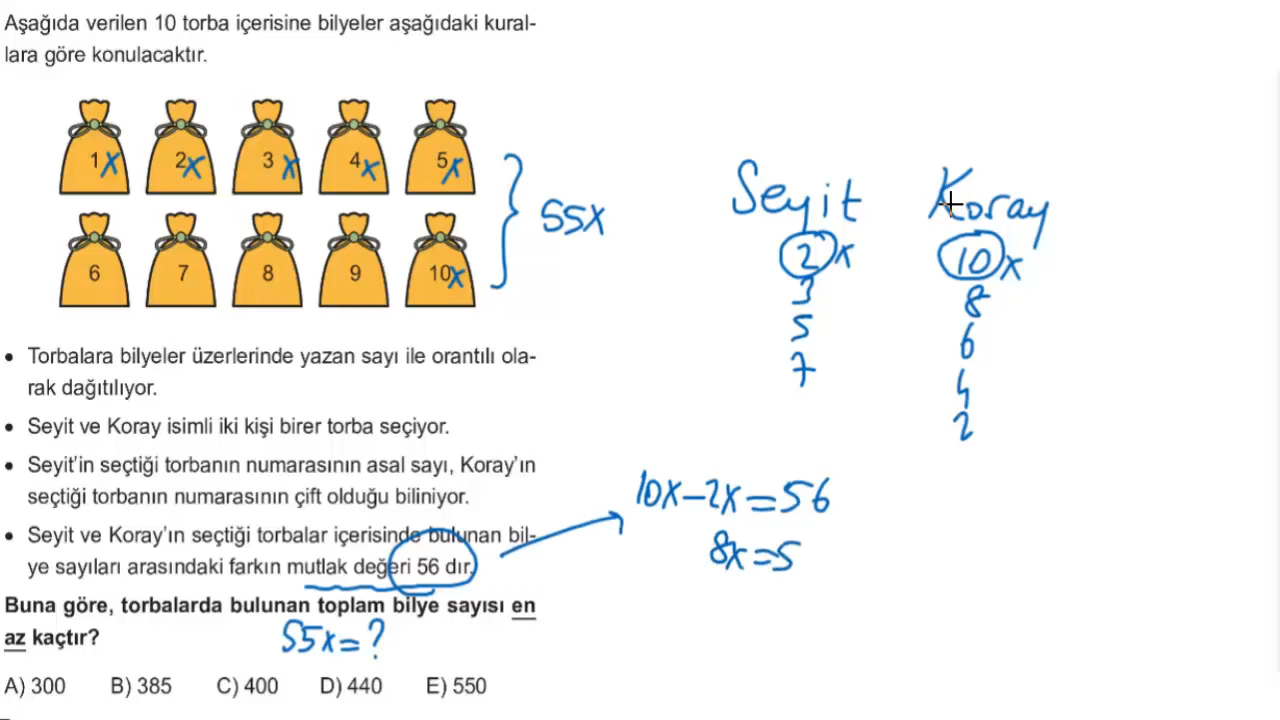 Aşağıda verilen 10 torba içerisine bilyeler aşağıdaki kural-
lara göre konulacaktır.
1x 2x 3x 4x 5x
6 7 8 9 10x
55x
• Torbalara bilyeler üzerlerinde yazan sayı ile orantılı ola-
rak dağıtılıyor.
• Seyit ve Koray isimli iki kişi birer torba seçiyor.
• Seyit'in seçtiği torbanın numarasının asal sayı, Koray'ın
seçtiği torbanın numarasının çift olduğu biliniyor.
• Seyit ve Koray'ın seçtiği torbalar içerisinde bulunan bil-
ye sayıları arasındaki farkın mutlak değeri 56 dır.
Buna göre, torbalarda bulunan toplam bilye sayısı en
az kaçtır?
55x=?
A) 300 B) 385 C) 400 D) 440 E) 550
Seyit Koray
2x 10x
3 8
5 6
7 4
2
10x-2x=56
8x=5